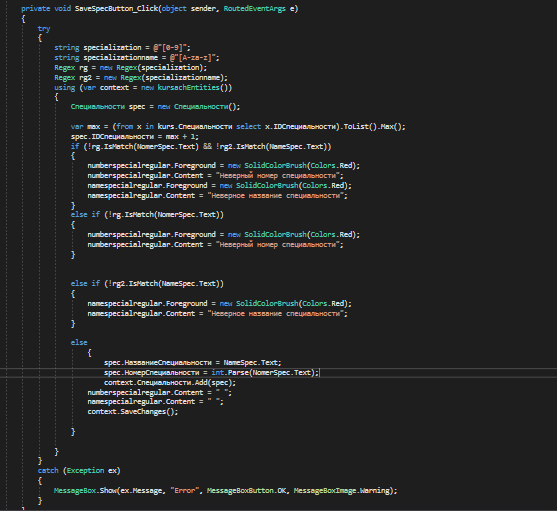 private void SaveSpecButton_Click(object sender, RoutedEventArgs e)
{
try
{
string specialization = @"[0-9]";
string specializationname = @"[A-za-z]";
Regex rg = new Regex(specialization);
Regex rg2 = new Regex(specializationname);
using (var context = new kursachEntities())
{
Специальности spec = new Специальности();
var max = (from x in kurs.Специальности select x.IDСпециальности).ToList().Max();
spec.IDСпециальности = max + 1;
if (!rg.IsMatch(NomerSpec.Text) && !rg2.IsMatch(NameSpec.Text))
{
numberspecialregular.Foreground = new SolidColorBrush(Colors.Red);
numberspecialregular.Content = "Неверный номер специальности";
namespecialregular.Foreground = new SolidColorBrush(Colors.Red);
namespecialregular.Content = "Неверное название специальности";
}
else if (!rg.IsMatch(NomerSpec.Text))
{
numberspecialregular.Foreground = new SolidColorBrush(Colors.Red);
numberspecialregular.Content = "Неверный номер специальности";
}
else if (!rg2.IsMatch(NameSpec.Text))
{
namespecialregular.Foreground = new SolidColorBrush(Colors.Red);
namespecialregular.Content = "Неверное название специальности";
}
else
{
spec.НазваниеСпециальности = NameSpec.Text;
spec.НомерСпециальности = int.Parse(NomerSpec.Text);
context.Специальности.Add(spec);
numberspecialregular.Content = " ";
namespecialregular.Content = " ";
context.SaveChanges();
}
}
}
catch (Exception ex)
{
MessageBox.Show(ex.Message, "Error", MessageBoxButton.OK, MessageBoxImage.Warning);
}
}